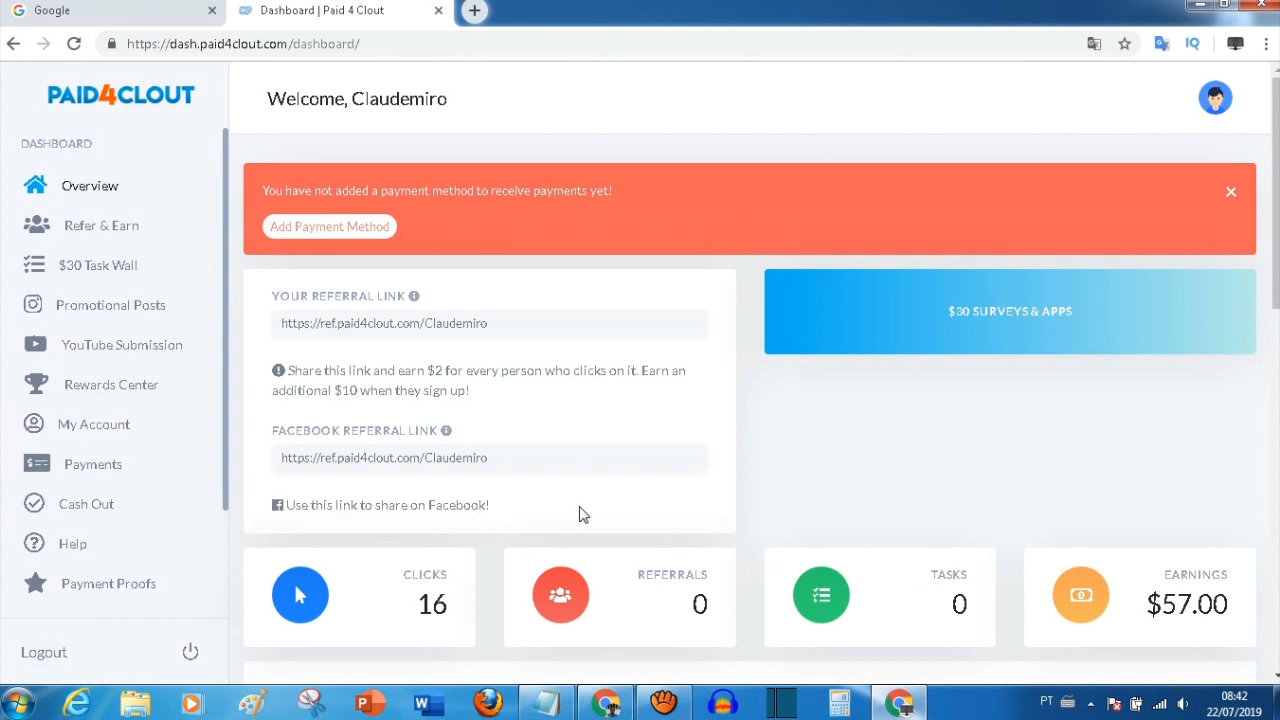 Google
Dashboard | Paid 4 Clout
https://dash.paid4clout.com/dashboard/
IQ
PAID4CLOUT
DASHBOARD
Overview
Refer & Earn
$30 Task Wall
Promotional Posts
YouTube Submission
Rewards Center
My Account
Payments
Cash Out
Help
Payment Proofs
Logout
Welcome, Claudemiro
You have not added a payment method to receive payments yet!
Add Payment Method
YOUR REFERRAL LINK
https://ref.paid4clout.com/Claudemiro
Share this link and earn $2 for every person who clicks on it. Earn an
additional $10 when they sign up!
FACEBOOK REFERRAL LINK
https://ref.paid4clout.com/Claudemiro
Use this link to share on Facebook!
$30 SURVEYS & APPS
CLICKS
16
REFERRALS
0
TASKS
0
EARNINGS
$57.00
PT
08:42
22/07/2019